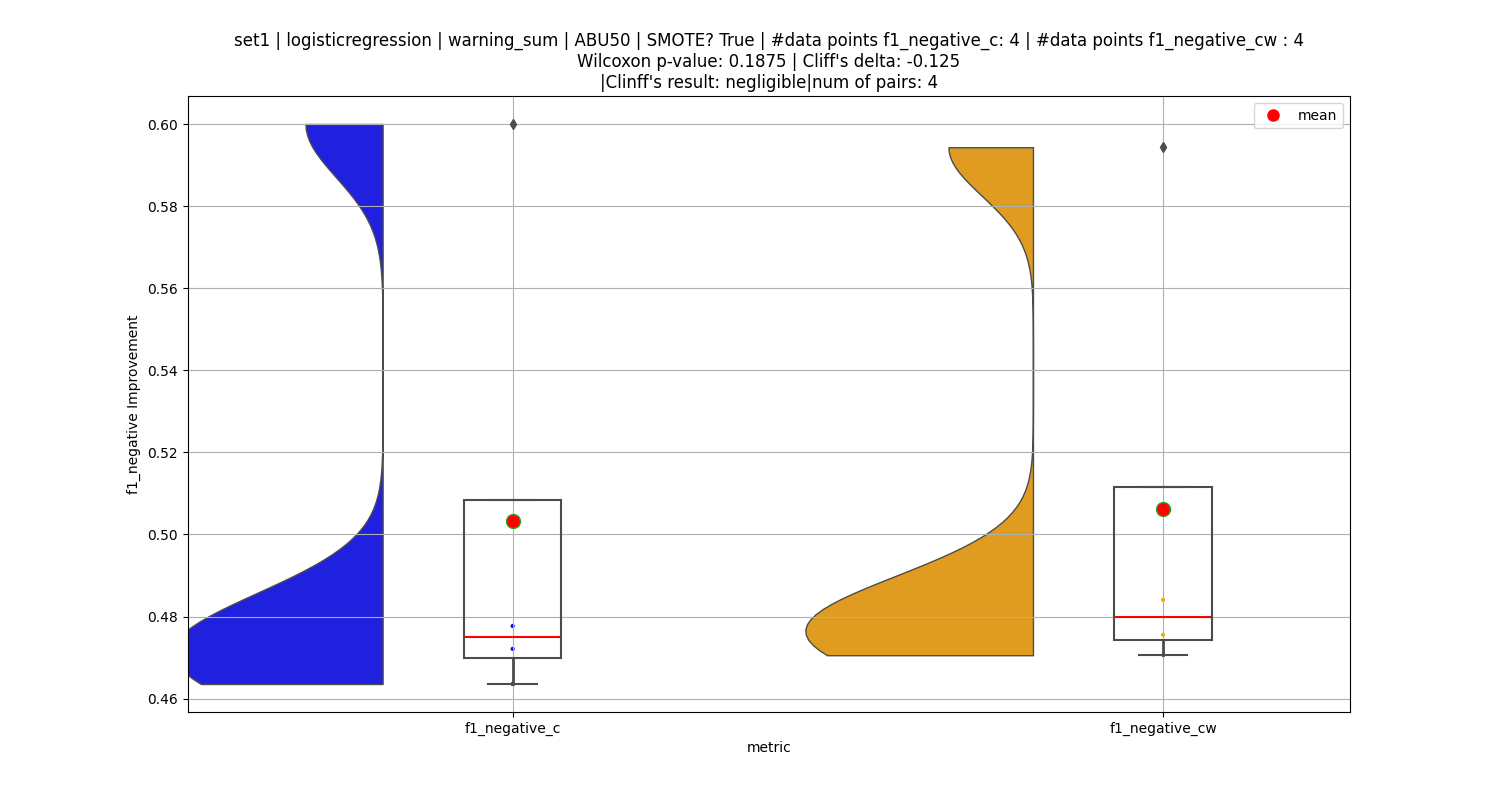 set1 | logisticregression | warning_sum | ABU50 | SMOTE? True | #data points f1_negative_c: 4 | #data points f1_negative_cw : 4
Wilcoxon p-value: 0.1875 | Cliff's delta: -0.125
|Clinff's result: negligible|num of pairs: 4
mean
0.60
0.58
0.56
0.54
0.52
0.50
0.48
0.46
f1_negative Improvement
f1_negative_c
f1_negative_cw
metric